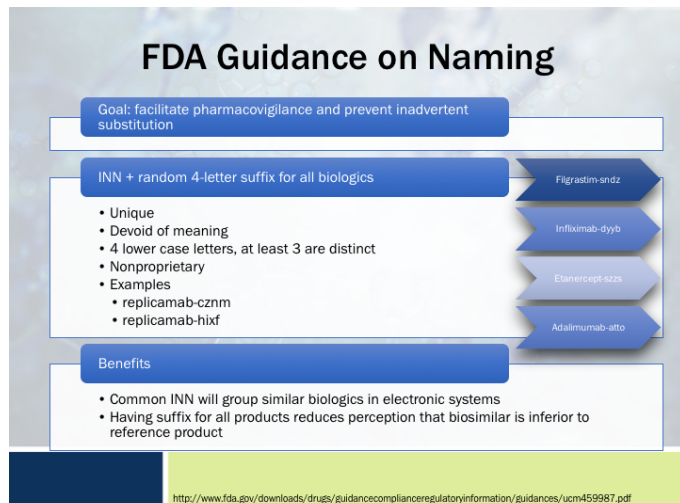 FDA Guidance on Naming
Goal: facilitate pharmacovigilance and prevent inadvertent
substitution
INN + random 4-letter suffix for all biologics
• Unique
• Devoid of meaning
• 4 lower case letters, at least 3 are distinct
• Nonproprietary
• Examples
• replicamab-cznm
• replicamab-hixf
Filgrastim-sndz
Infliximab-dyyb
Etanercept-szzs
Adalimumab-atto
Benefits
• Common INN will group similar biologics in electronic systems
• Having suffix for all products reduces perception that biosimilar is inferior to
reference product
http://www.fda.gov/downloads/drugs/guidancecomplianceregulatoryinformation/guidances/ucm459987.pdf